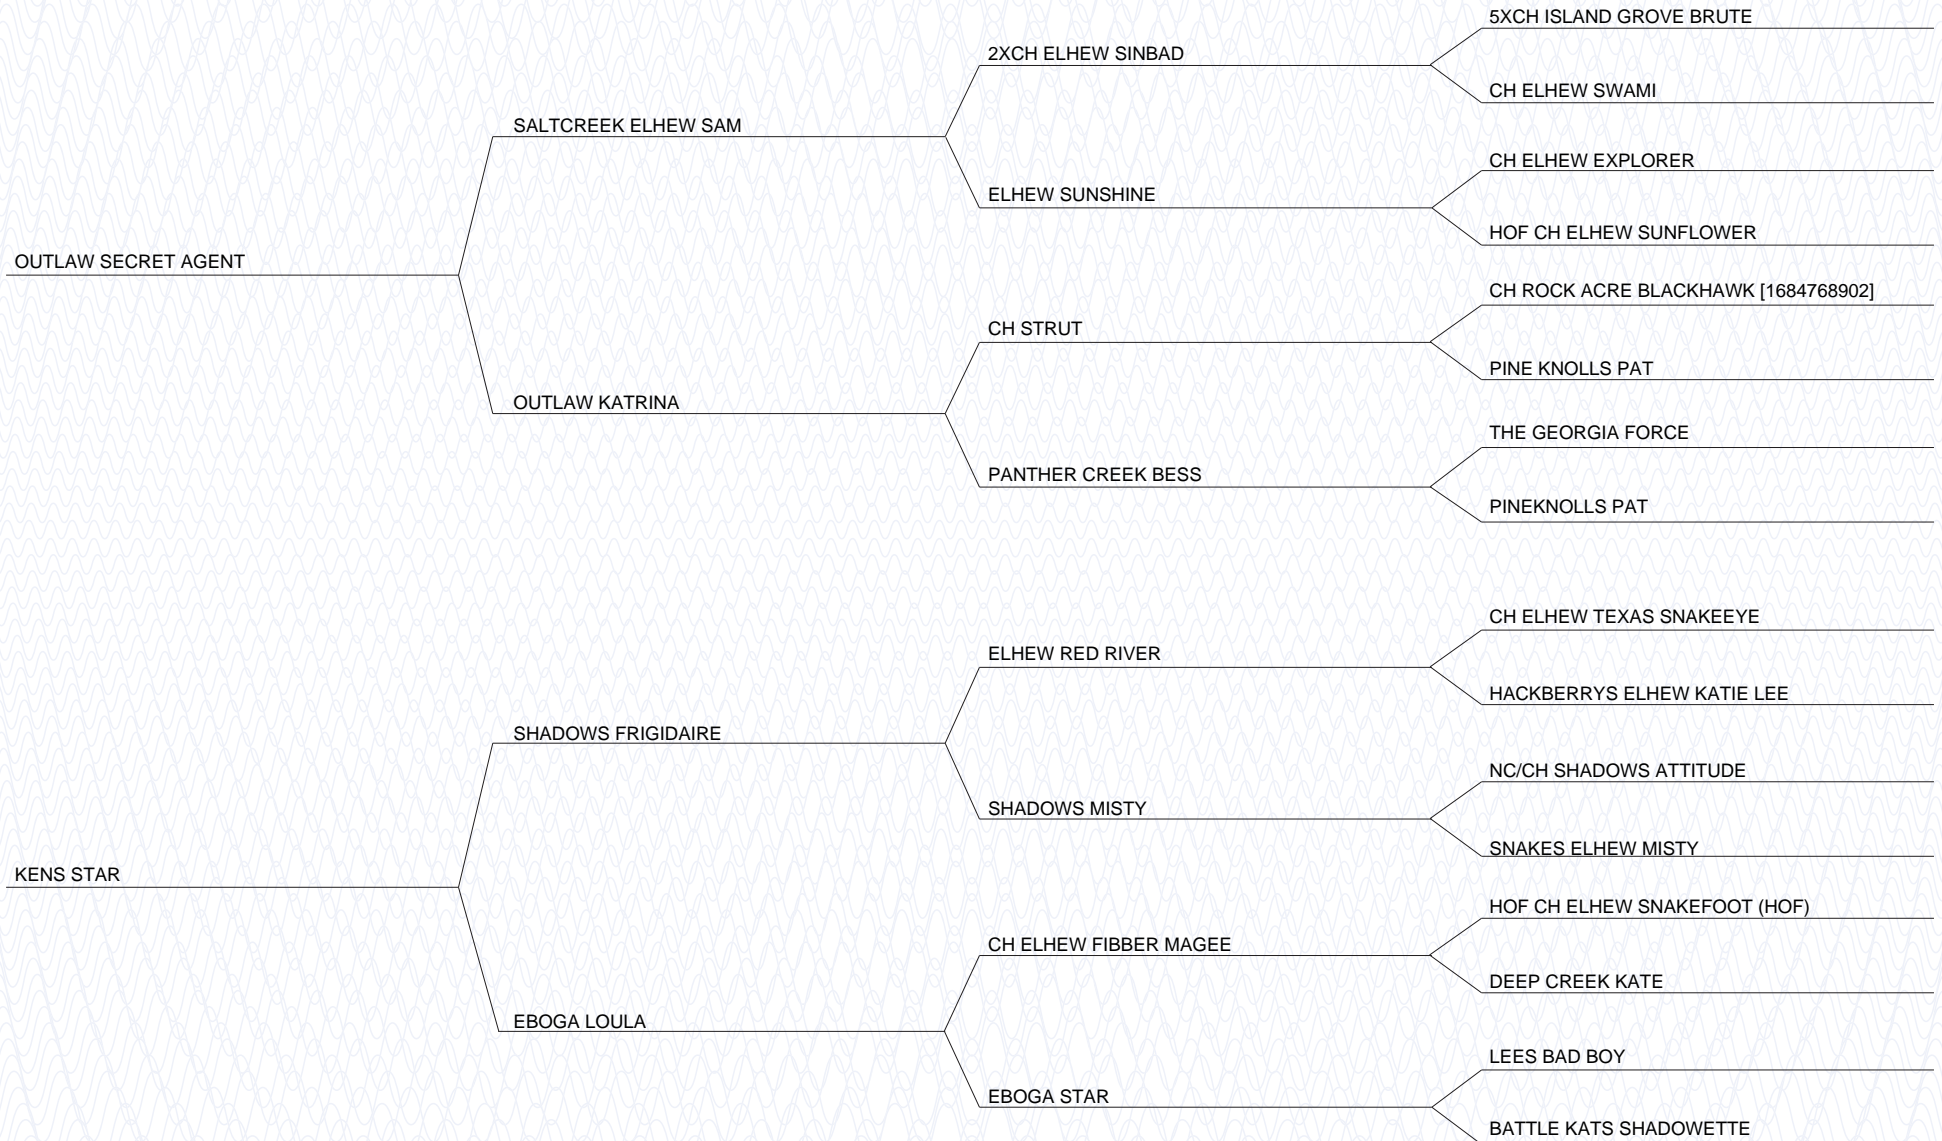 5XCH ISLAND GROVE BRUTE
2XCH ELHEW SINBAD
CH ELHEW SWAMI
SALTCREEK ELHEW SAM
CH ELHEW EXPLORER
ELHEW SUNSHINE
HOF CH ELHEW SUNFLOWER
OUTLAW SECRET AGENT
CH ROCK ACRE BLACKHAWK [1684768902]
CH STRUT
PINE KNOLLS PAT
OUTLAW KATRINA
THE GEORGIA FORCE
PANTHER CREEK BESS
PINEKNOLLS PAT
CH ELHEW TEXAS SNAKEEYE
ELHEW RED RIVER
HACKBERRYS ELHEW KATIE LEE
SHADOWS FRIGIDAIRE
NC/CH SHADOWS ATTITUDE
SHADOWS MISTY
SNAKES ELHEW MISTY
KENS STAR
HOF CH ELHEW SNAKEFOOT (HOF)
CH ELHEW FIBBER MAGEE
DEEP CREEK KATE
EBOGA LOULA
LEES BAD BOY
EBOGA STAR
BATTLE KATS SHADOWETTE